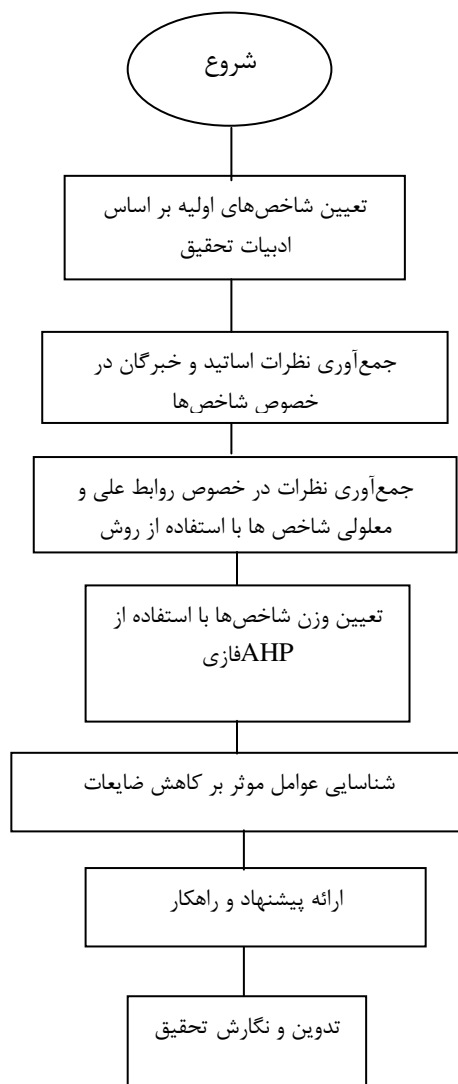 شروع
تعیین شاخص‌های اولیه بر اساس
ادبیات تحقیق
جمع‌آوری نظرات اساتید و خبرگان در
خصوص شاخص‌ها
جمع‌آوری نظرات در خصوص روابط علی و
معلولی شاخص ها با استفاده از روش
تعیین وزن شاخص‌ها با استفاده از
AHPفازی
شناسایی عوامل موثر بر کاهش ضایعات
ارائه پیشنهاد و راهکار
تدوین و نگارش تحقیق